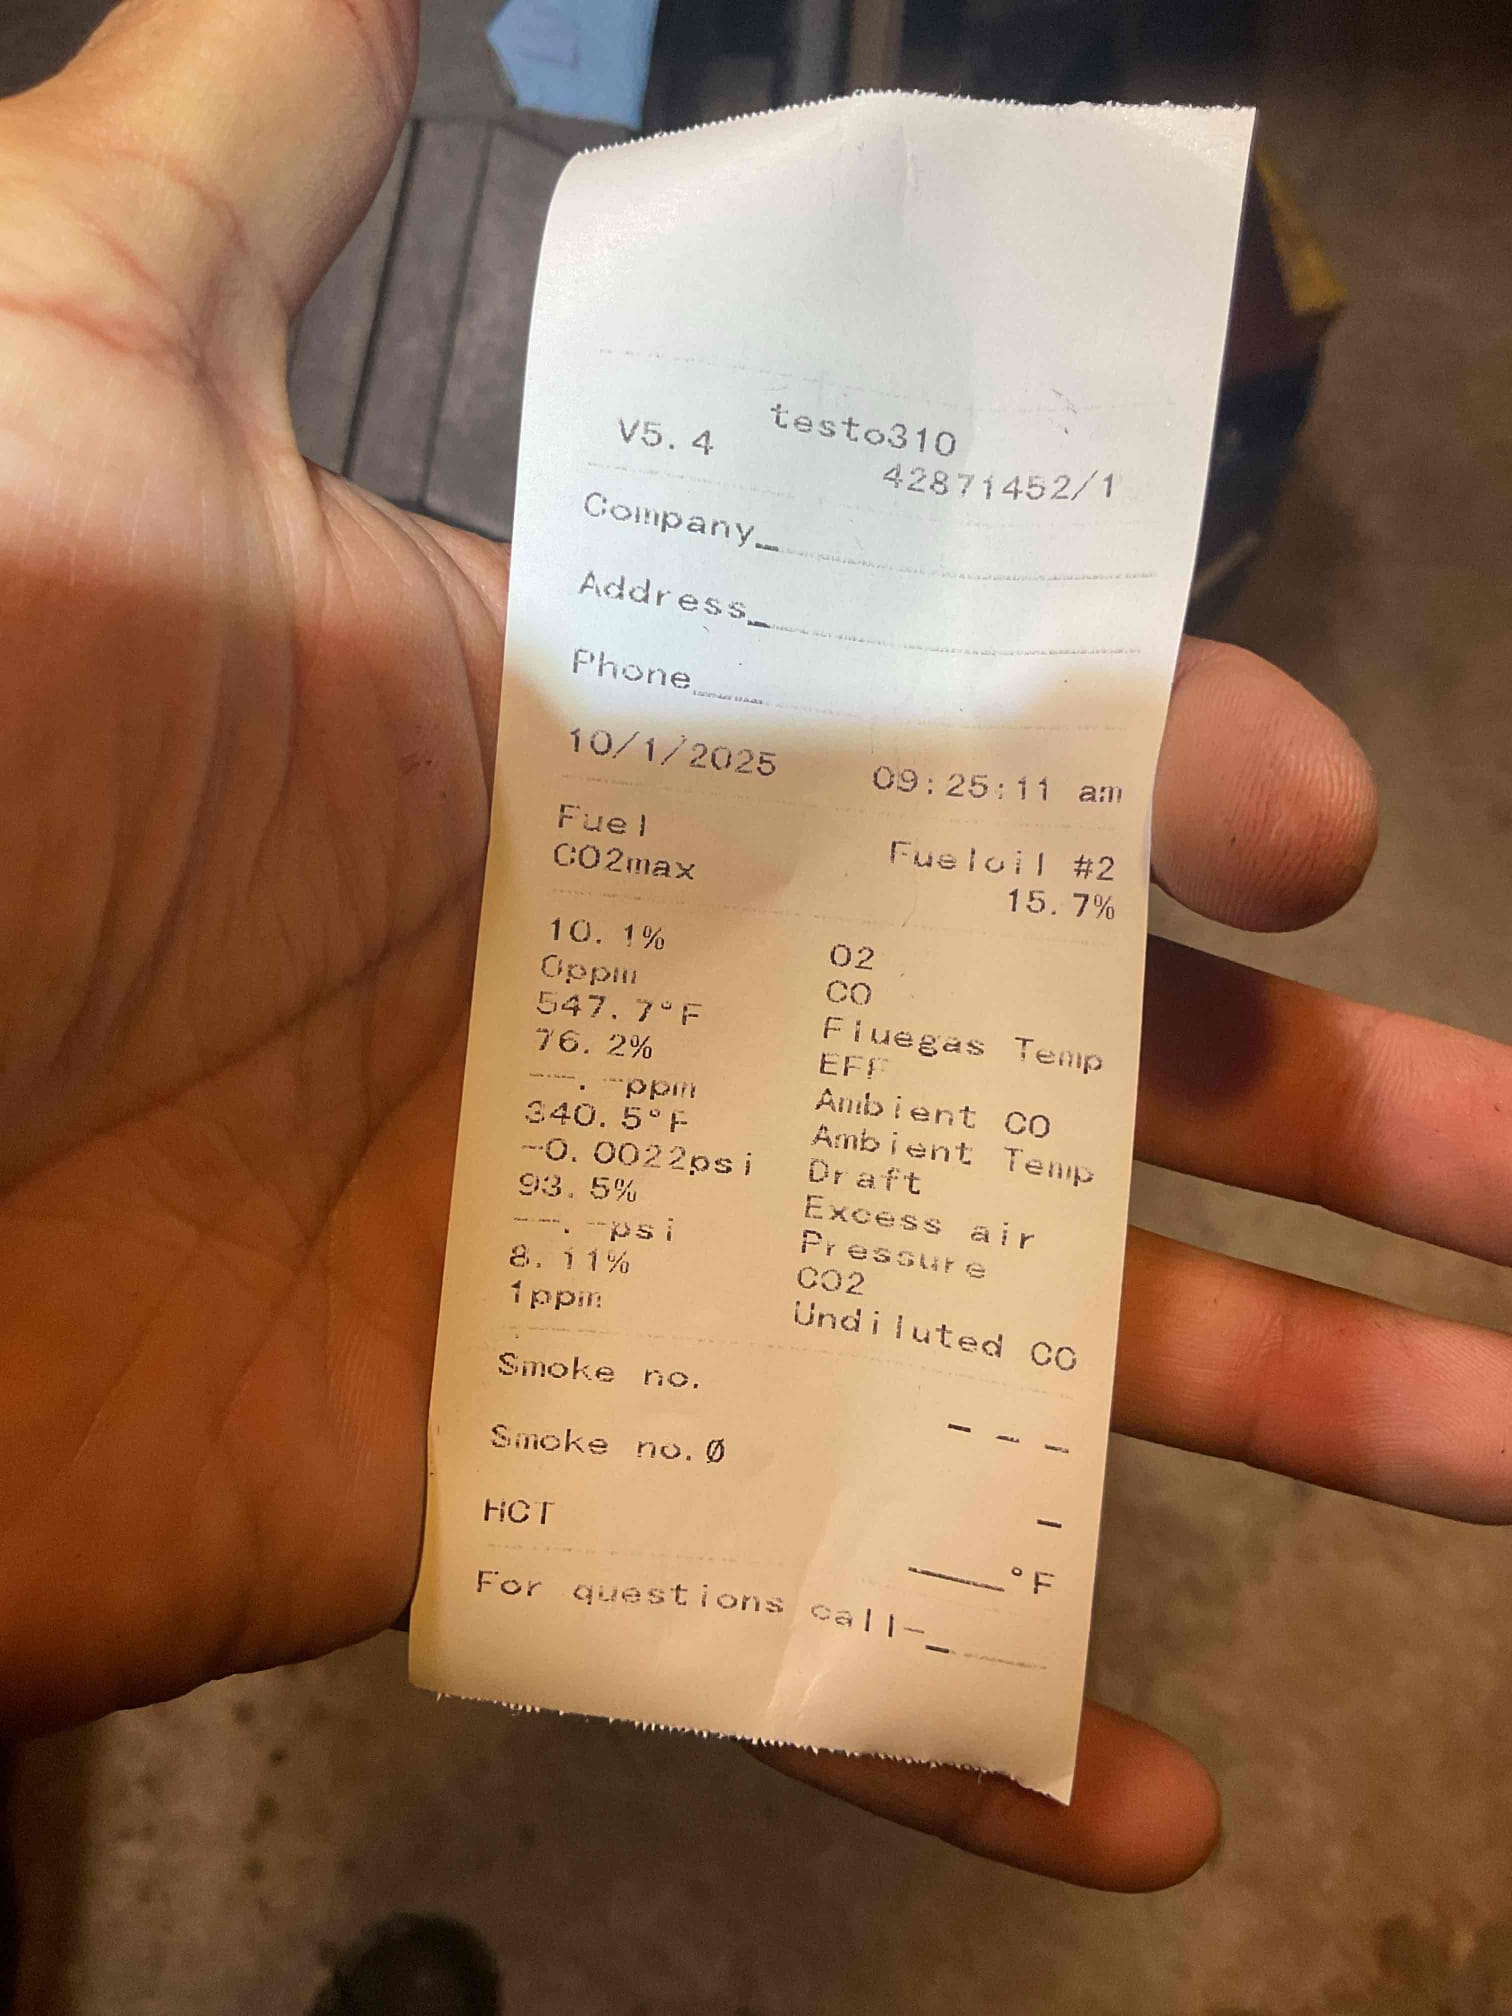 testo310
V5.4 42871452/1
Company_
Address_
Phone
10/1/2025 09:25:11 am
Fuel Fueloil #2
CO2max 15.7%
10.1% O2
0ppm CO
547.7°F Fluegas Temp
76.2% EFF
---.-ppm Ambient CO
340.5°F Ambient Temp
-0.0022psi Draft
93.5% Excess air
---.-psi Pressure
8.11% CO2
1ppm Undiluted CO
Smoke no. - - -
Smoke no.Ø -
HCT ____°F
For questions call-_